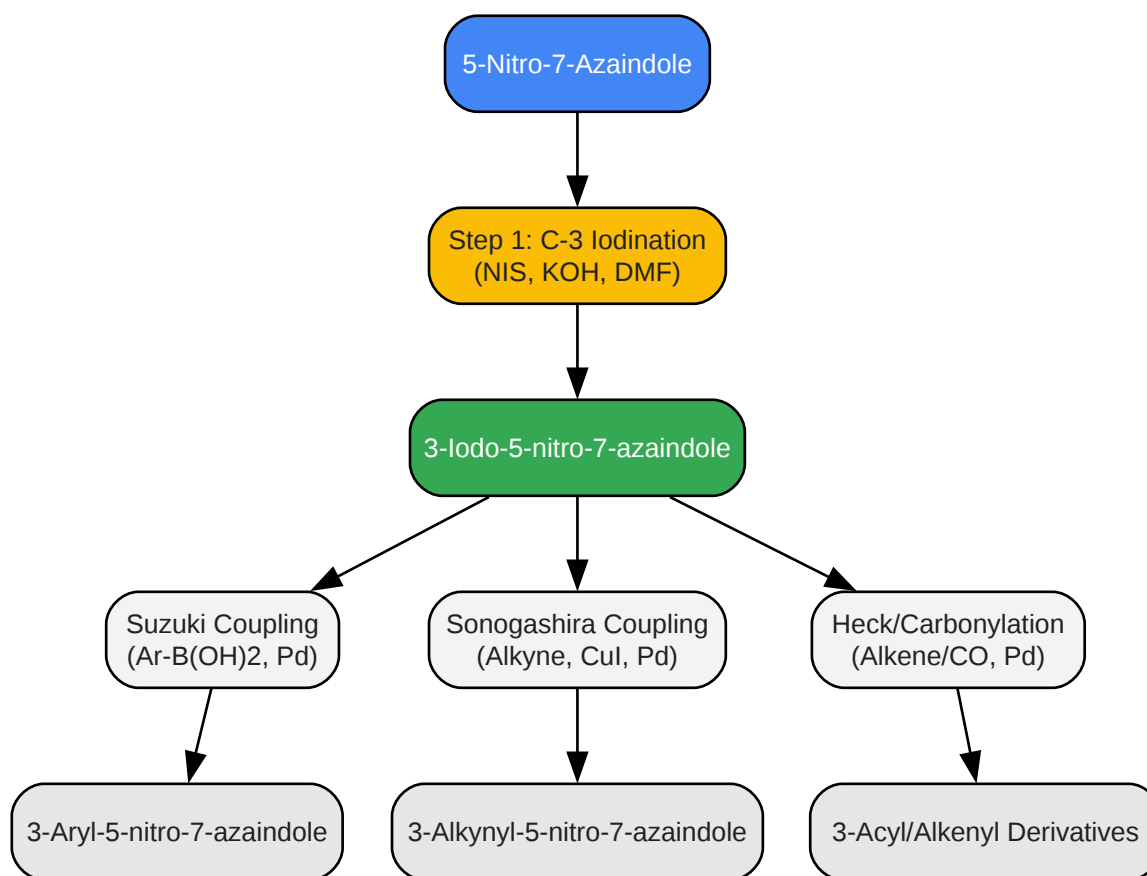 5-Nitro-7-Azaindole
Step 1: C-3 Iodination
(NIS, KOH, DMF)
3-Iodo-5-nitro-7-azaindole
Suzuki Coupling
(Ar-B(OH)2, Pd)
Sonogashira Coupling
(Alkyne, CuI, Pd)
Heck/Carbonylation
(Alkene/CO, Pd)
3-Aryl-5-nitro-7-azaindole
3-Alkynyl-5-nitro-7-azaindole
3-Acyl/Alkenyl Derivatives